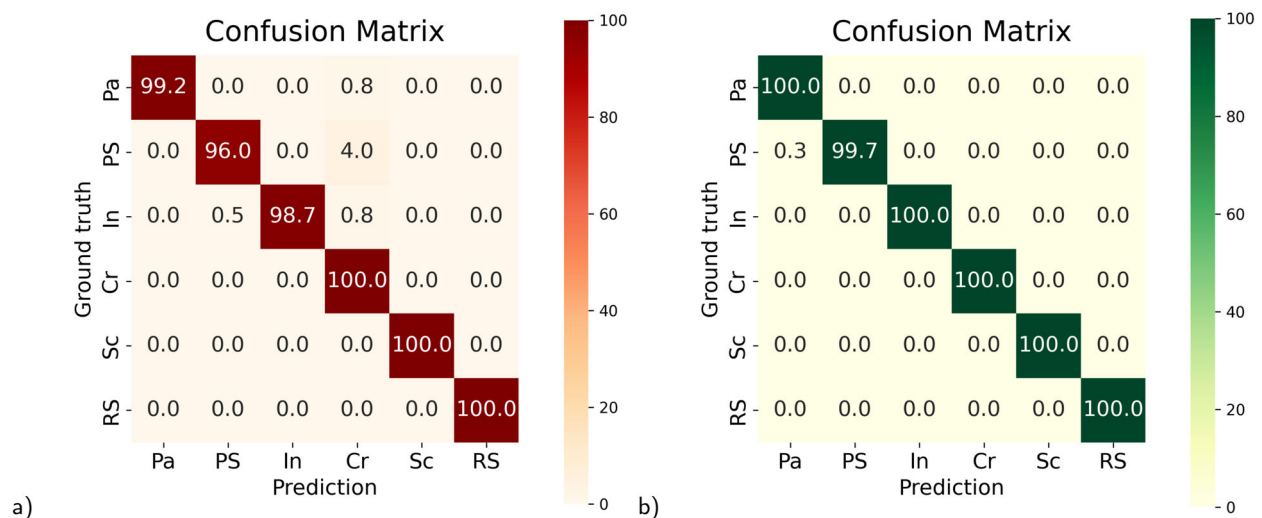 Confusion Matrix
Pa 99.2 0.0 0.0 0.8 0.0 0.0
PS 0.0 96.0 0.0 4.0 0.0 0.0
In 0.0 0.5 98.7 0.8 0.0 0.0
Cr 0.0 0.0 0.0 100.0 0.0 0.0
Sc 0.0 0.0 0.0 0.0 100.0 0.0
RS 0.0 0.0 0.0 0.0 0.0 100.0
Pa PS In Cr Sc RS
Prediction
Ground truth
100
80
60
40
20
0
a)
Confusion Matrix
Pa 100.0 0.0 0.0 0.0 0.0 0.0
PS 0.3 99.7 0.0 0.0 0.0 0.0
In 0.0 0.0 100.0 0.0 0.0 0.0
Cr 0.0 0.0 0.0 100.0 0.0 0.0
Sc 0.0 0.0 0.0 0.0 100.0 0.0
RS 0.0 0.0 0.0 0.0 0.0 100.0
Pa PS In Cr Sc RS
Prediction
Ground truth
100
80
60
40
20
0
b)